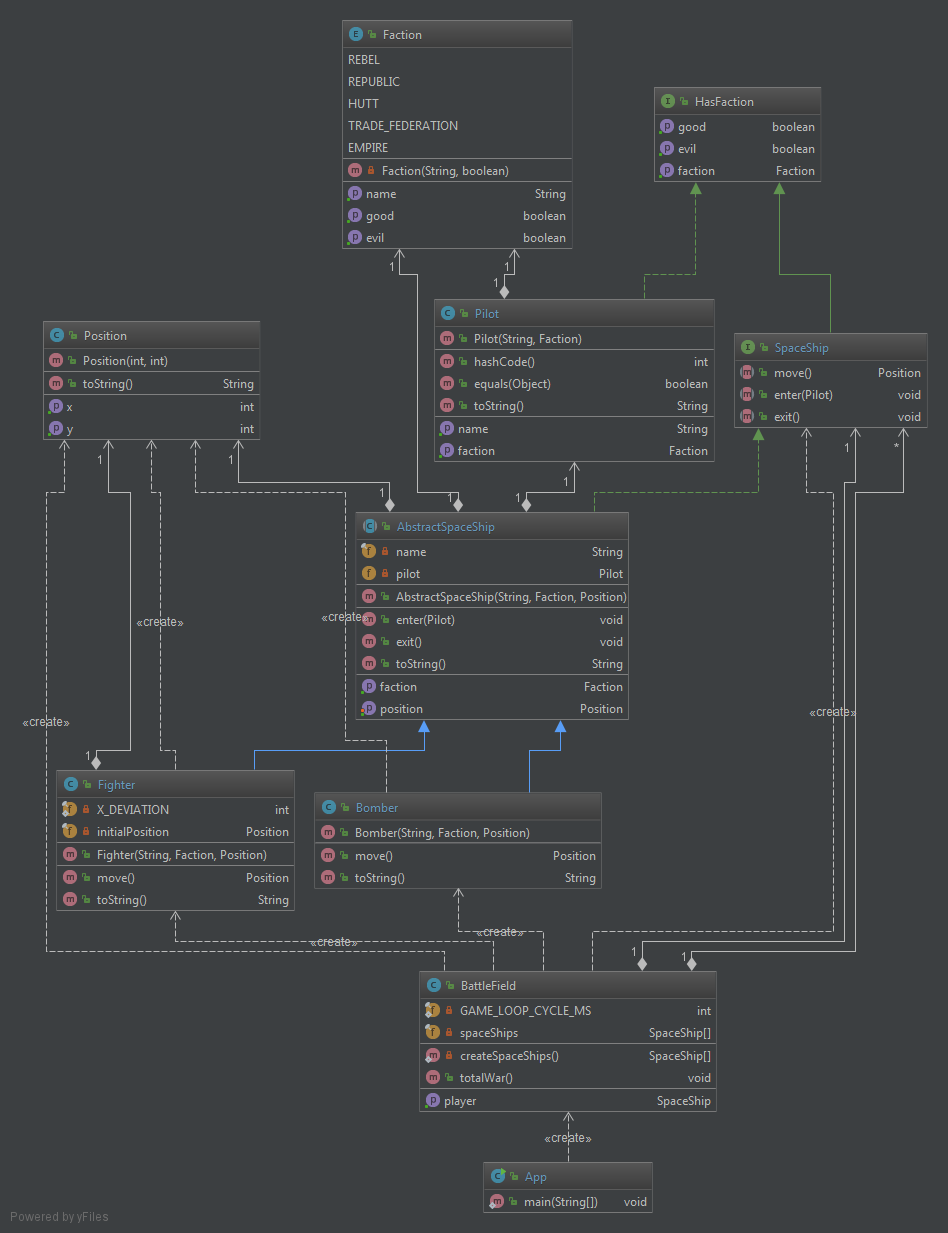 E Faction
REBEL
REPUBLIC
HUTT
TRADE_FEDERATION
EMPIRE
m Faction(String, boolean)
p name String
p good boolean
p evil boolean
I HasFaction
p good boolean
p evil boolean
p faction Faction
1
1
1
C Pilot
m Pilot(String, Faction)
m hashCode() int
m equals(Object) boolean
m toString() String
p name String
p faction Faction
C Position
m Position(int, int)
m toString() String
p x int
p y int
I SpaceShip
m move() Position
m enter(Pilot) void
m exit() void
1
1
1
*
1
1
1
1
C AbstractSpaceShip
f name String
f pilot Pilot
m AbstractSpaceShip(String, Faction, Position)
m enter(Pilot) void
m exit() void
m toString() String
p faction Faction
p position Position
«create»
«create»
«create»
«create»
1
C Fighter
f X_DEVIATION int
f initialPosition Position
m Fighter(String, Faction, Position)
m move() Position
m toString() String
C Bomber
m Bomber(String, Faction, Position)
m move() Position
m toString() String
«create»
«create»
1
1
C BattleField
f GAME_LOOP_CYCLE_MS int
f spaceShips SpaceShip[]
m createSpaceShips() SpaceShip[]
m totalWar() void
p player SpaceShip
«create»
C App
m main(String[]) void
Powered by yFiles